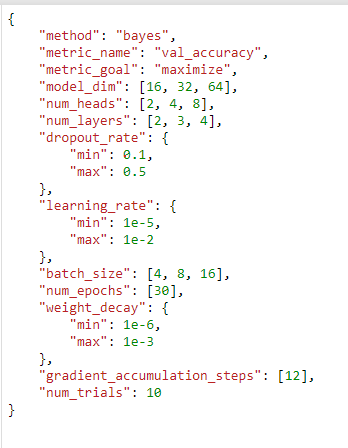 {
    "method": "bayes",
    "metric_name": "val_accuracy",
    "metric_goal": "maximize",
    "model_dim": [16, 32, 64],
    "num_heads": [2, 4, 8],
    "num_layers": [2, 3, 4],
    "dropout_rate": {
        "min": 0.1,
        "max": 0.5
    },
    "learning_rate": {
        "min": 1e-5,
        "max": 1e-2
    },
    "batch_size": [4, 8, 16],
    "num_epochs": [30],
    "weight_decay": {
        "min": 1e-6,
        "max": 1e-3
    },
    "gradient_accumulation_steps": [12],
    "num_trials": 10
}